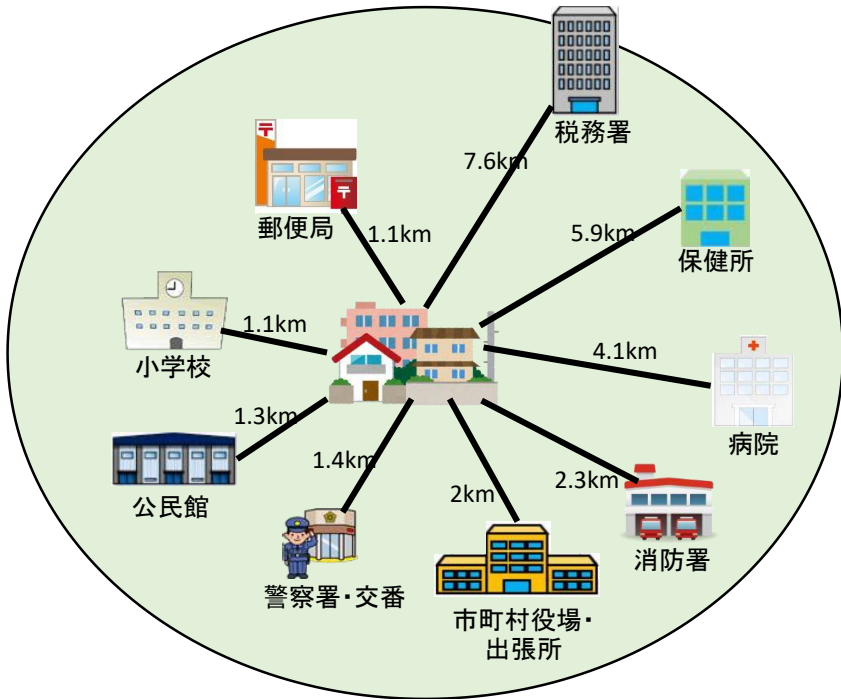 税務署
7.6km
〒
〒
郵便局
1.1km
5.9km
保健所
1.1km
小学校
4.1km
病院
1.3km
公民館
1.4km
警察署・交番
2km
市町村役場・
出張所
2.3km
消防署